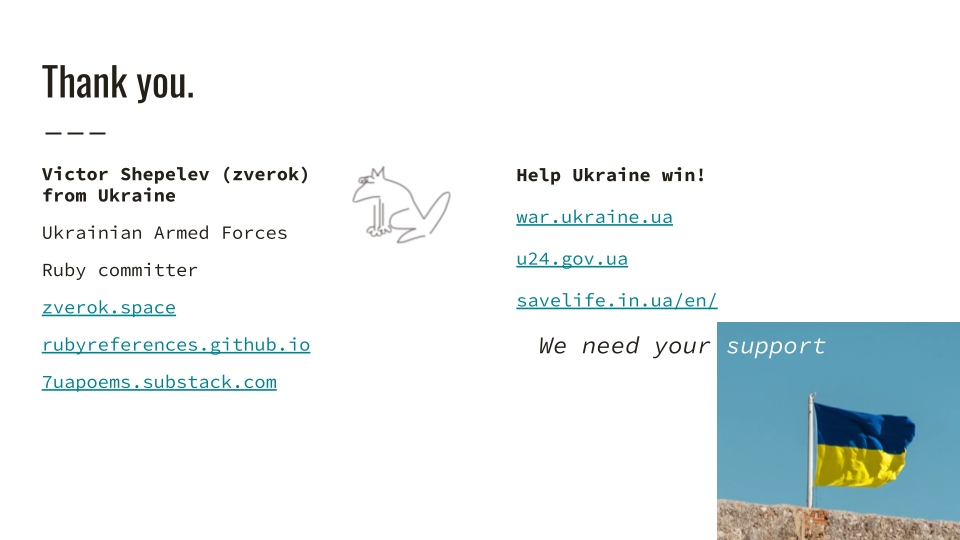 Thank you.
Victor Shepelev (zverok)
from Ukraine
Ukrainian Armed Forces
Ruby committer
zverok.space
rubyreferences.github.io
7uapoems.substack.com
Help Ukraine win!
war.ukraine.ua
u24.gov.ua
savelife.in.ua/en/
We need your support